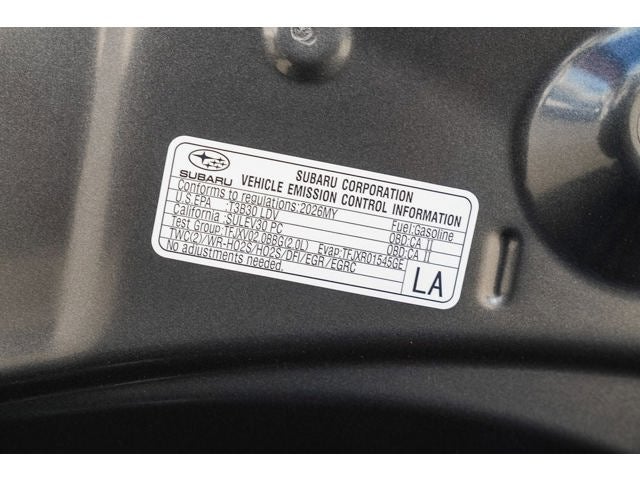 SUBARU
SUBARU CORPORATION
VEHICLE EMISSION CONTROL INFORMATION
Conforms to regulations:2026MY Fuel:Gasoline
U.S.EPA :T3B30 LDV OBD:CA II
California :SULEV30 PC OBD:CA II
Test Group:TFJXV02.0BBG(2.0L) Evap:TFJXR01545GE
TWC(2)/WR-HO2S/HO2S/DFI/EGR/EGRC
No adjustments needed.
LA